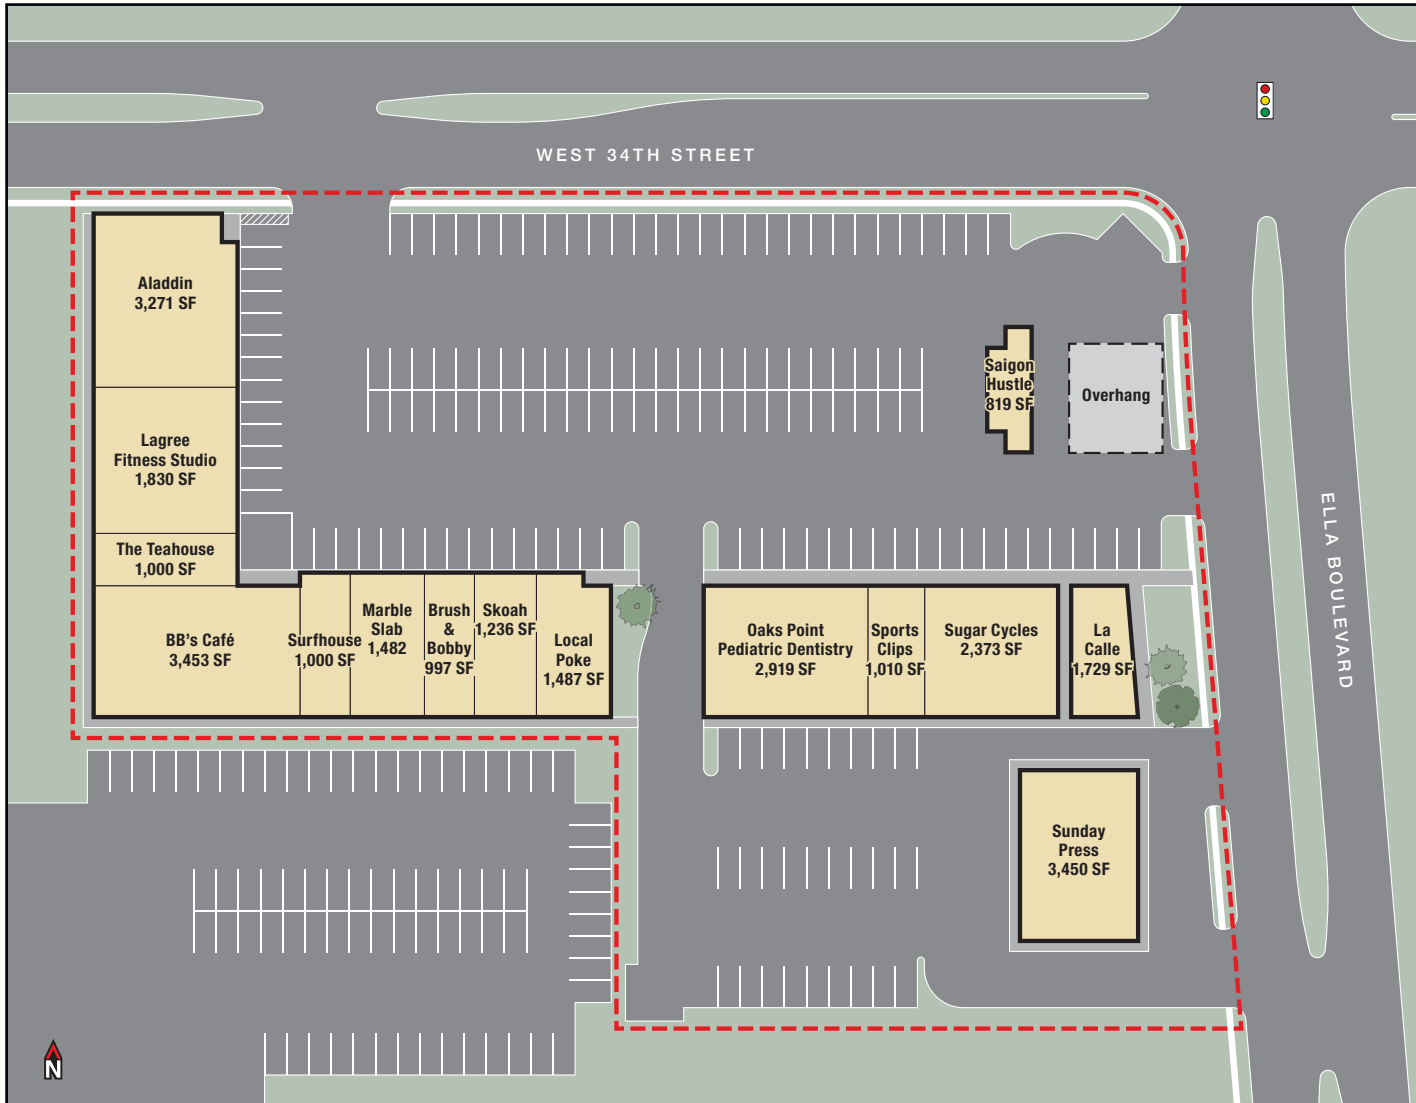 WEST 34TH STREET
Aladdin
3,271 SF
Saigon
Hustle
819 SF
Overhang
Lagree
Fitness Studio
1,830 SF
ELLA BOULEVARD
The Teahouse
1,000 SF
BB's Café
3,453 SF
Surfhouse
1,000 SF
Marble
Slab
1,482
Brush
&
Bobby
997 SF
Skoah
1,236 SF
Local
Poke
1,487 SF
Oaks Point
Pediatric Dentistry
2,919 SF
Sports
Clips
1,010 SF
Sugar Cycles
2,373 SF
La
Calle
1,729 SF
Sunday
Press
3,450 SF
N